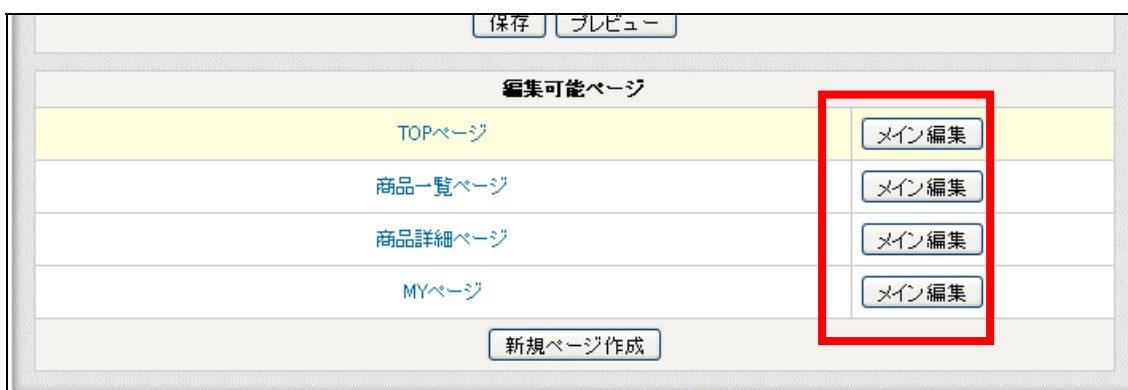 保存 プレビュー
編集可能ページ
TOPページ メイン編集
商品一覧ページ メイン編集
商品詳細ページ メイン編集
MYページ メイン編集
新規ページ作成